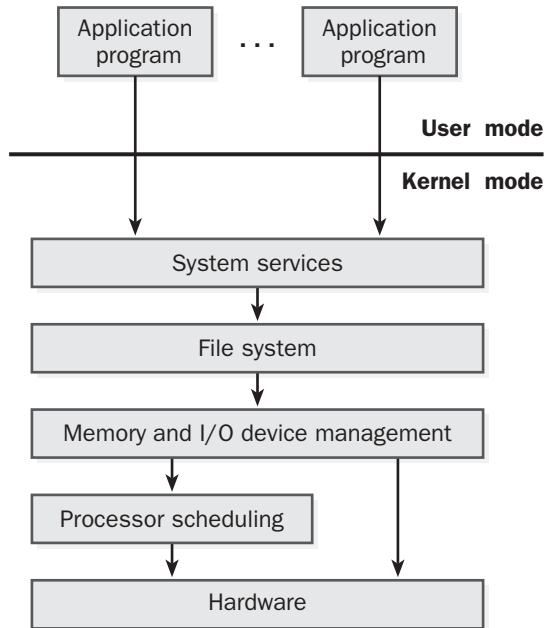 Application
program
...
Application
program
User mode
Kernel mode
System services
File system
Memory and I/O device management
Processor scheduling
Hardware